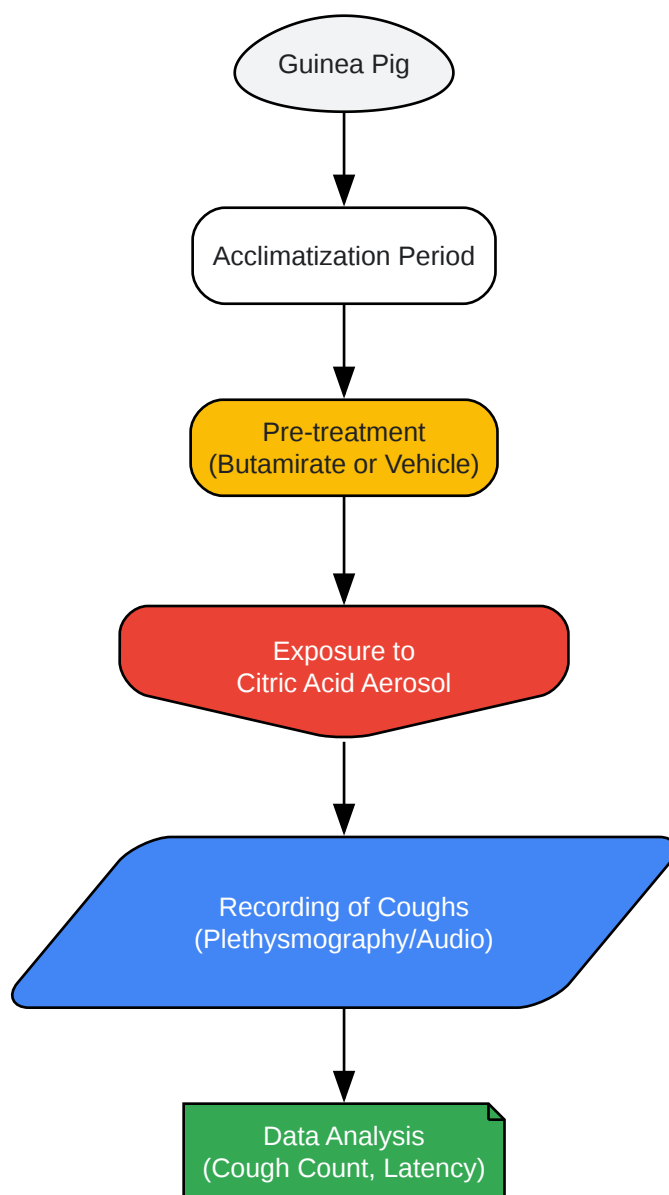 Guinea Pig
Acclimatization Period
Pre-treatment
(Butamirate or Vehicle)
Exposure to
Citric Acid Aerosol
Recording of Coughs
(Plethysmography/Audio)
Data Analysis
(Cough Count, Latency)